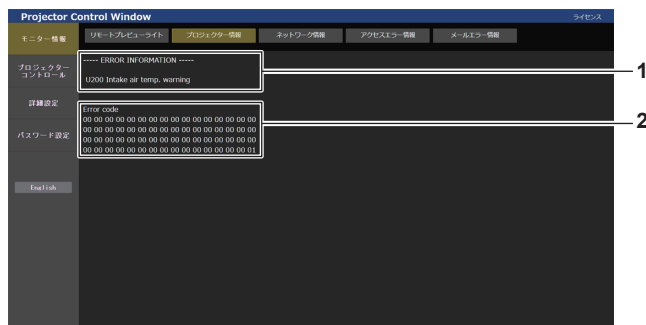 Projector Control Window
ライセンス
モニター情報
リモートプレビューライト
プロジェクター情報
ネットワーク情報
アクセスエラー情報
メールエラー情報
----- ERROR INFORMATION -----
1
プロジェクター
コントロール
U200 Intake air temp. warning
詳細設定
Error code
2
00 00 00 00 00 00 00 00 00 00 00 00 00 00 00 00
00 00 00 00 00 00 00 00 00 00 00 00 00 00 00 00
パスワード設定
00 00 00 00 00 00 00 00 00 00 00 00 00 00 00 00
00 00 00 00 00 00 00 00 00 00 00 00 00 00 00 01
English